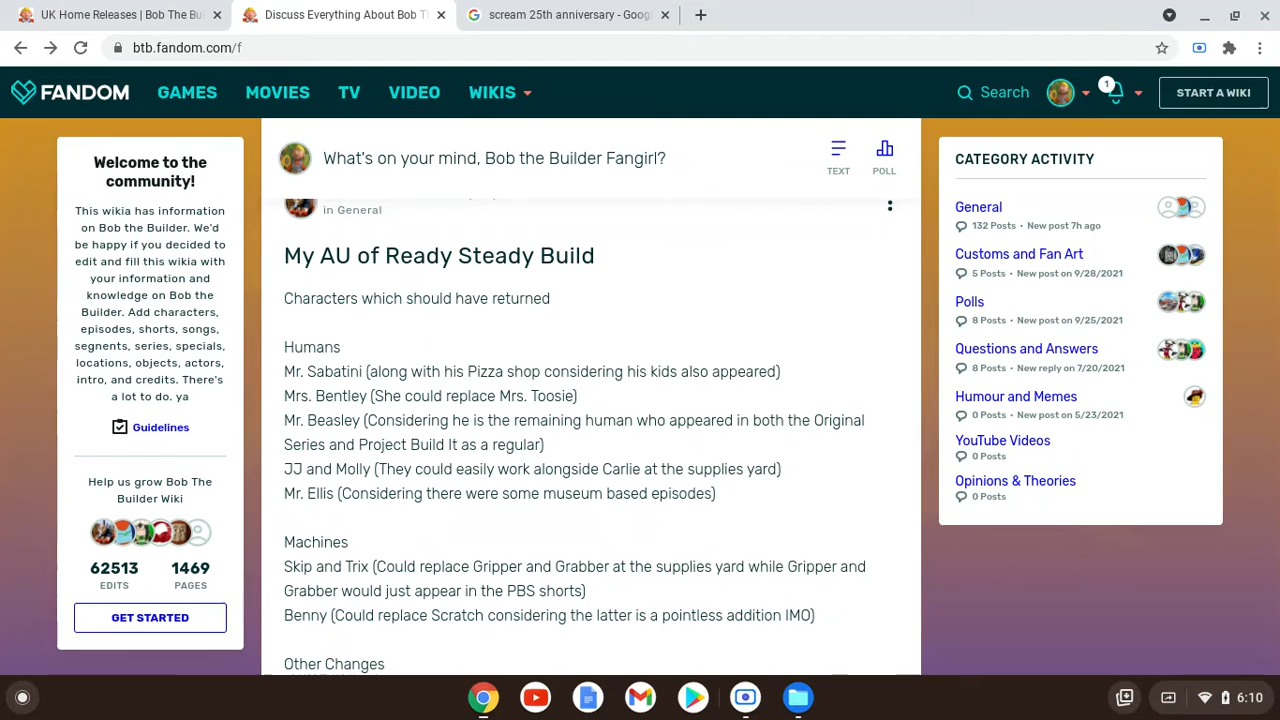 UK Home Releases | Bob The Bui
Discuss Everything About Bob T
scream 25th anniversary - Goog
btb.fandom.com/f
FANDOM
GAMES
MOVIES
TV
VIDEO
WIKIS
Search
1
START A WIKI
Welcome to the
community!
This wikia has information
on Bob the Builder. We'd
be happy if you decided to
edit and fill this wikia with
your information and
knowledge on Bob the
Builder. Add characters,
episodes, shorts, songs,
segnents, series, specials,
locations, objects, actors,
intro, and credits. There's
a lot to do. ya
Guidelines
Help us grow Bob The
Builder Wiki
62513
EDITS
1469
PAGES
GET STARTED
What's on your mind, Bob the Builder Fangirl?
TEXT
POLL
in General
My AU of Ready Steady Build
Characters which should have returned
Humans
Mr. Sabatini (along with his Pizza shop considering his kids also appeared)
Mrs. Bentley (She could replace Mrs. Toosie)
Mr. Beasley (Considering he is the remaining human who appeared in both the Original
Series and Project Build It as a regular)
JJ and Molly (They could easily work alongside Carlie at the supplies yard)
Mr. Ellis (Considering there were some museum based episodes)
Machines
Skip and Trix (Could replace Gripper and Grabber at the supplies yard while Gripper and
Grabber would just appear in the PBS shorts)
Benny (Could replace Scratch considering the latter is a pointless addition IMO)
Other Changes
CATEGORY ACTIVITY
General
132 Posts • New post 7h ago
Customs and Fan Art
5 Posts • New post on 9/28/2021
Polls
8 Posts • New post on 9/25/2021
Questions and Answers
8 Posts • New reply on 7/20/2021
Humour and Memes
0 Posts • New post on 5/23/2021
YouTube Videos
0 Posts
Opinions & Theories
0 Posts
6:10